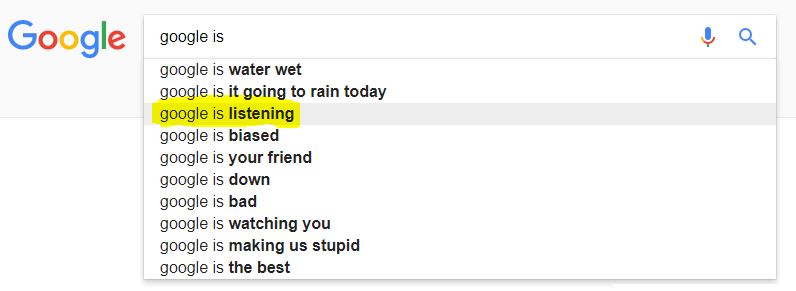 Google
google is
google is water wet
google is it going to rain today
google is listening
google is biased
google is your friend
google is down
google is bad
google is watching you
google is making us stupid
google is the best